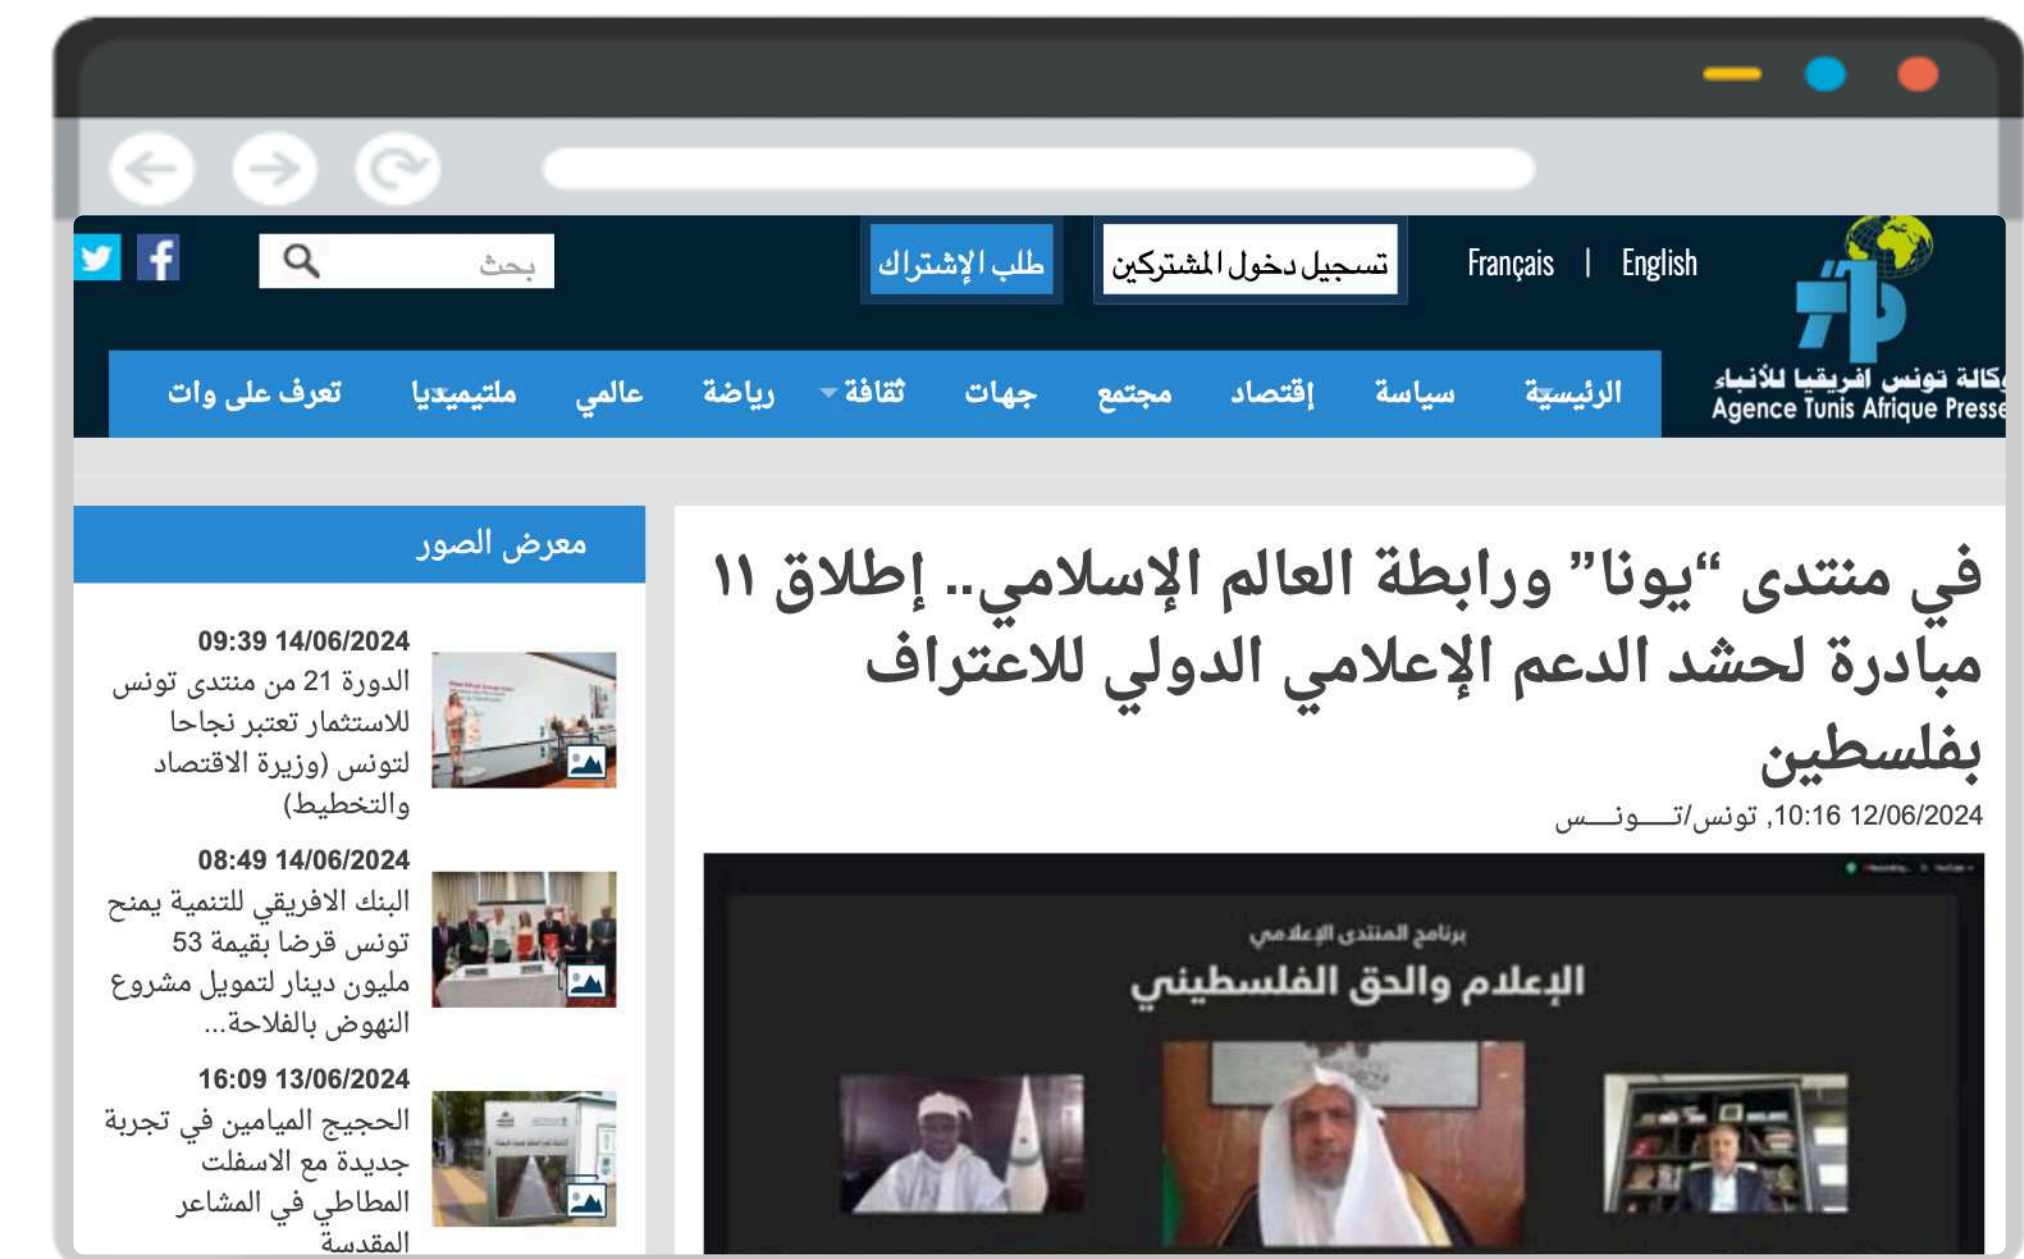 English | Français
تسجيل دخول المشتركين
طلب الإشتراك
بحث
وكالة تونس افريقيا للأنباء
Agence Tunis Afrique Presse
الرئيسية سياسة إقتصاد مجتمع جهات ثقافة رياضة عالمي ملتيميديا تعرف على وات
في منتدى “يونا” ورابطة العالم الإسلامي.. إطلاق ١١
مبادرة لحشد الدعم الإعلامي الدولي للاعتراف
بفلسطين
12/06/2024 10:16, تونس/تـــونــس
برنامج المنتدى الإعلامي
الإعلام والحق الفلسطيني
معرض الصور
14/06/2024 09:39
الدورة 21 من منتدى تونس
للاستثمار تعتبر نجاحا
لتونس (وزيرة الاقتصاد
والتخطيط)
14/06/2024 08:49
البنك الافريقي للتنمية يمنح
تونس قرضا بقيمة 53
مليون دينار لتمويل مشروع
النهوض بالفلاحة...
13/06/2024 16:09
الحجيج الميامين في تجربة
جديدة مع الاسفلت
المطاطي في المشاعر
المقدسة